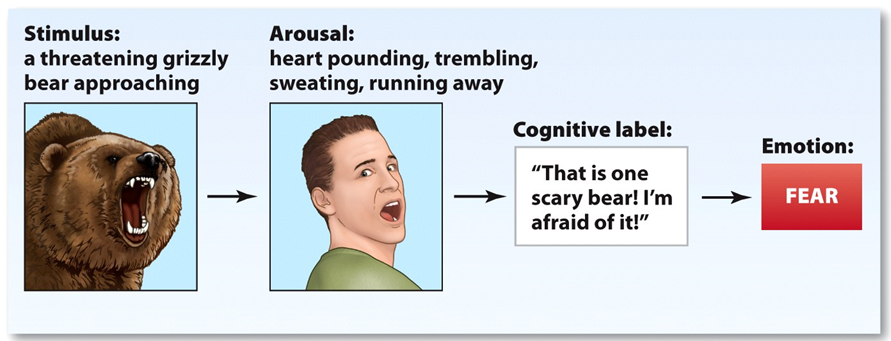 Stimulus:
a threatening grizzly
bear approaching
Arousal:
heart pounding, trembling,
sweating, running away
Cognitive label:
“That is one
scary bear! I’m
afraid of it!”
Emotion:
FEAR